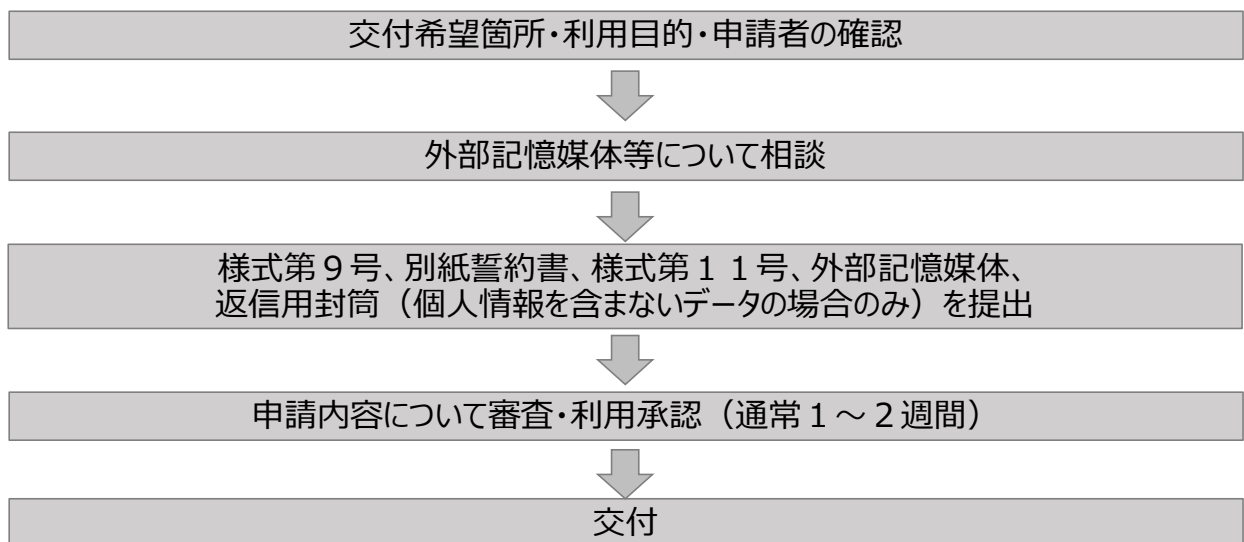 交付希望箇所・利用目的・申請者の確認
外部記憶媒体等について相談
様式第９号、別紙誓約書、様式第１１号、外部記憶媒体、
返信用封筒（個人情報を含まないデータの場合のみ）を提出
申請内容について審査・利用承認（通常１～２週間）
交付